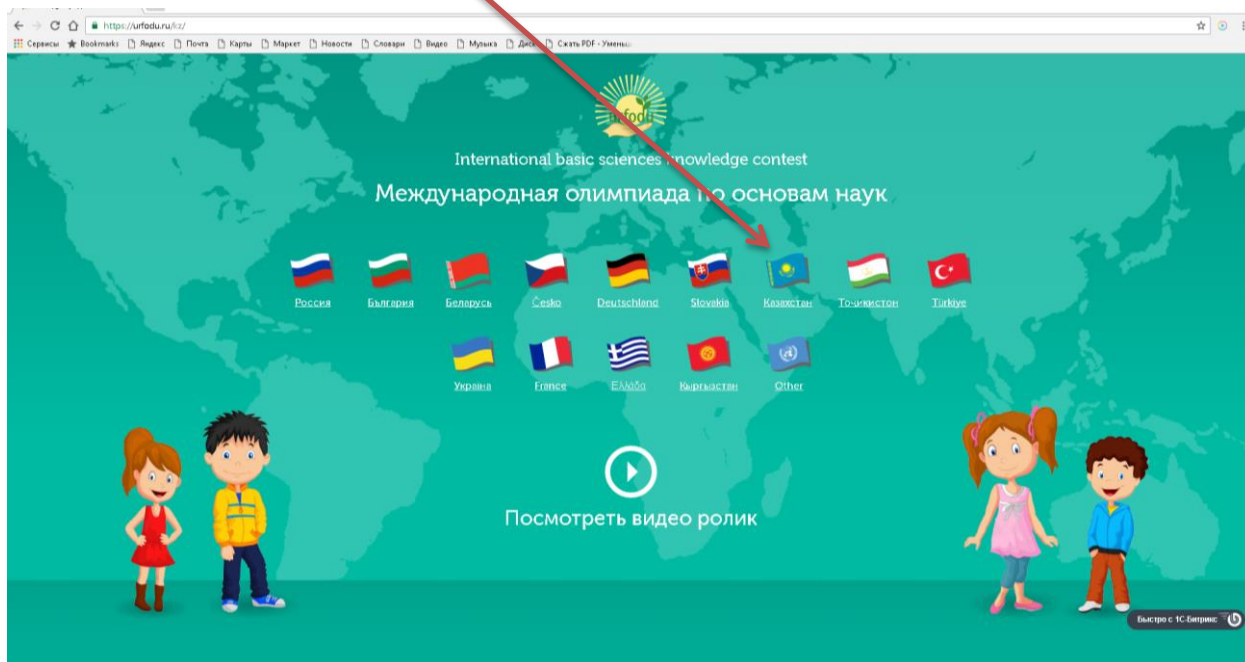 https://urfodu.ru/kz/
Сервисы Bookmarks Яндекс Почта Карты Маркет Новости Словари Видео Музыка Диск Сжать PDF - Уменьш
urfodu
International basic sciences knowledge contest
Международная олимпиада по основам наук
Россия България Беларусь Česko Deutschland Slovakia Казахстан Тоҷикистон Türkiye
Україна France Ελλάδα Кыргызстан Other
Посмотреть видео ролик
Быстро с 1С-Битрикс